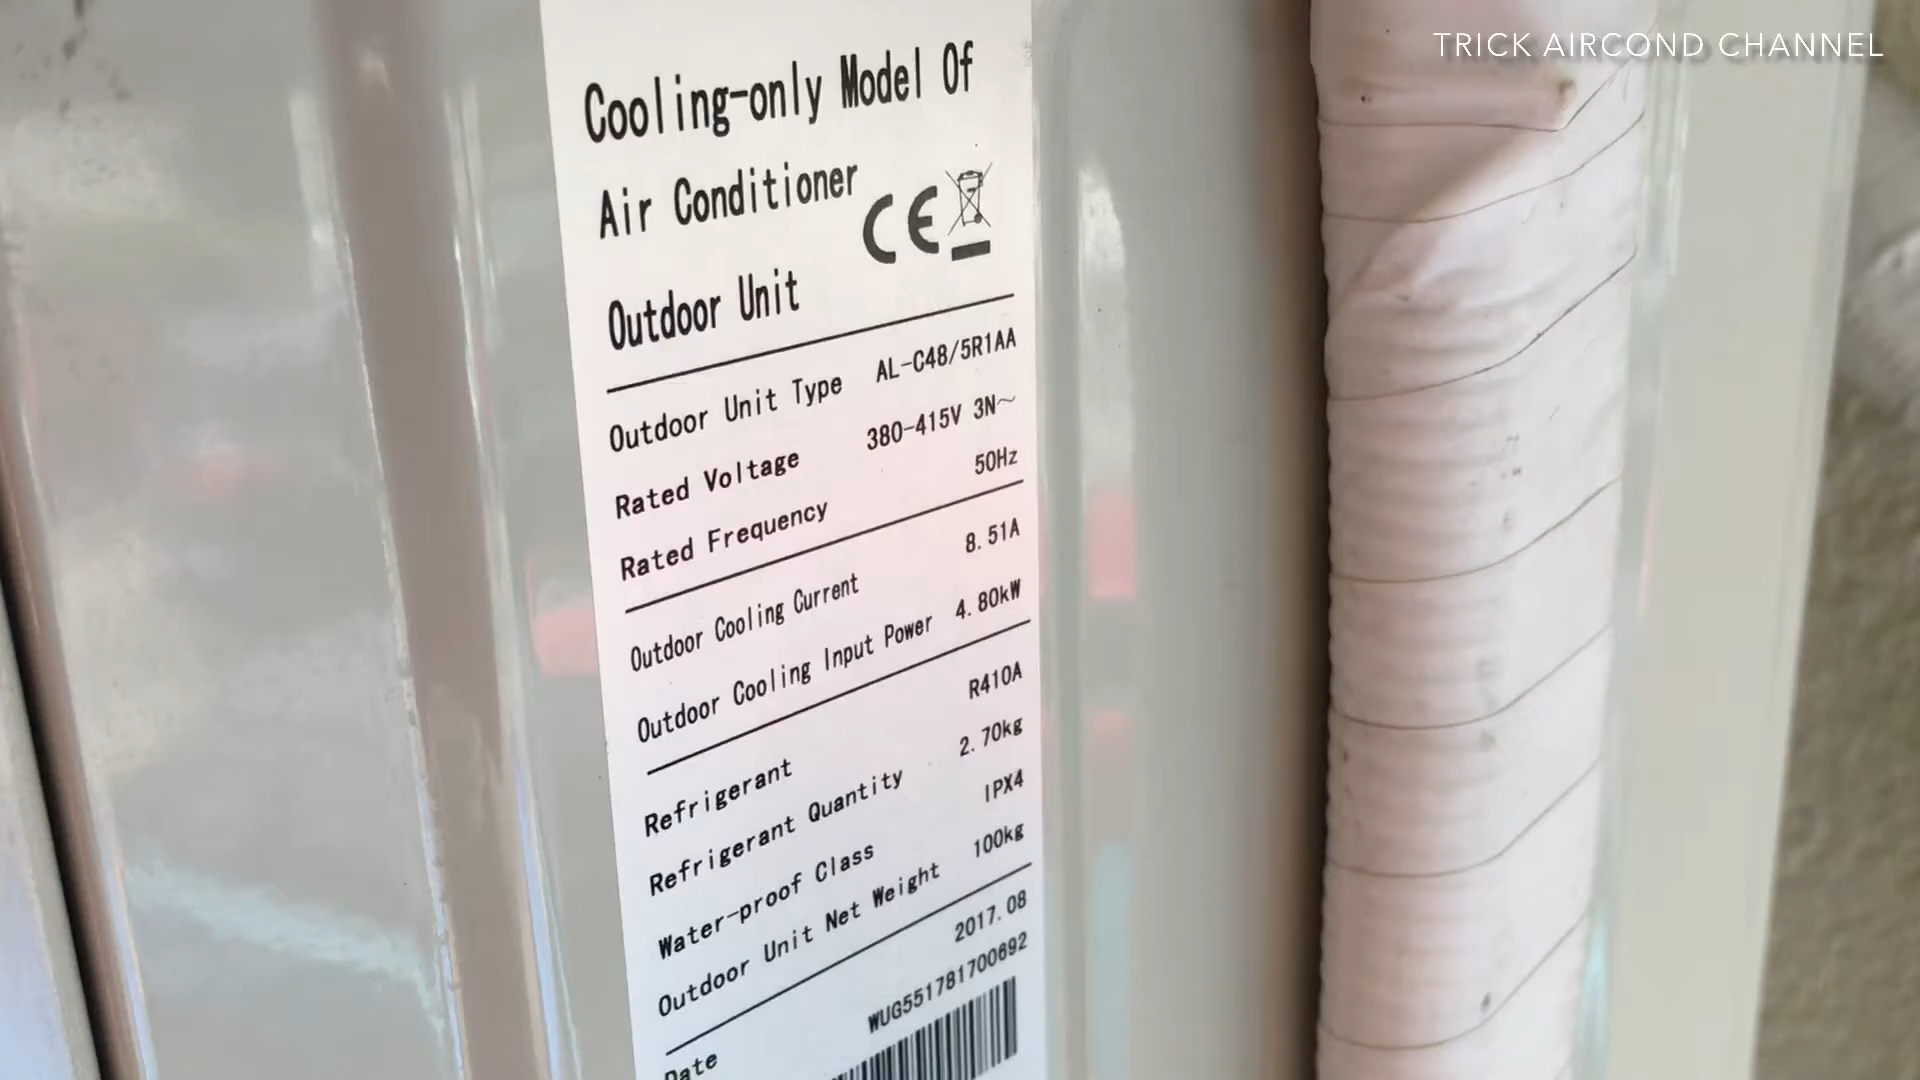 TRICK AIRCOND CHANNEL
Cooling-only Model Of
Air Conditioner
CE
Outdoor Unit
Outdoor Unit Type AL-C48/5R1AA
Rated Voltage 380-415V 3N~
Rated Frequency 50Hz
Outdoor Cooling Current 8.51A
Outdoor Cooling Input Power 4.80kW
Refrigerant R410A
Refrigerant Quantity 2.70kg
Water-proof Class IPX4
Outdoor Unit Net Weight 100kg
Date 2017.08
WUG551781700692